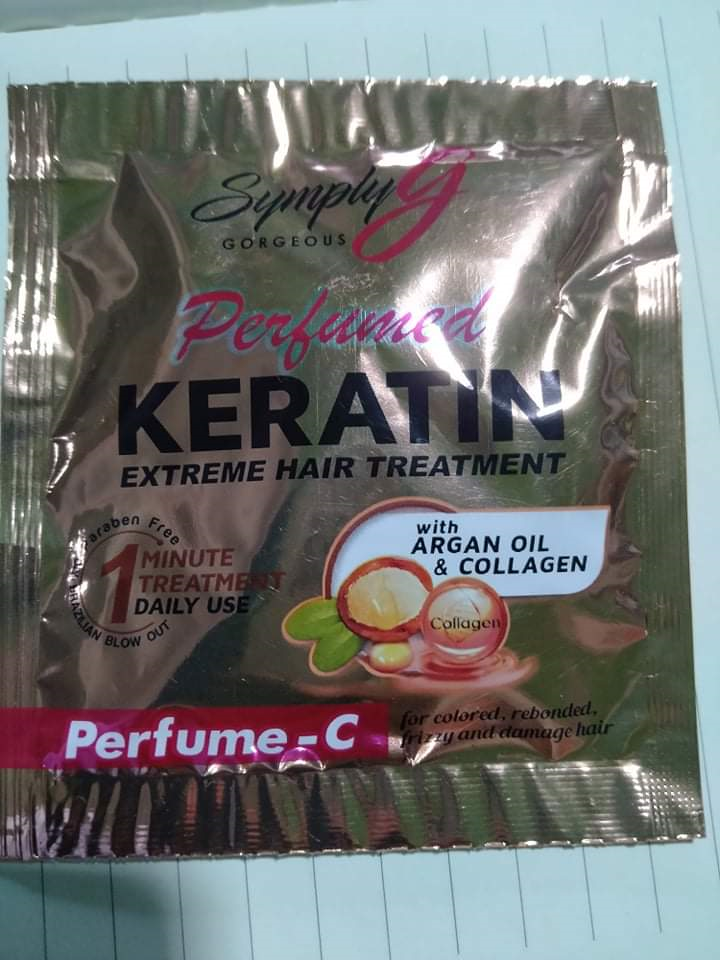 Symply G
GORGEOUS
Perfumed
KERATIN
EXTREME HAIR TREATMENT
Paraben Free
1 MINUTE
TREATMENT
DAILY USE
BRAZILIAN BLOW OUT
with
ARGAN OIL
& COLLAGEN
Collagen
Perfume-C
for colored, rebonded,
frizzy and damage hair